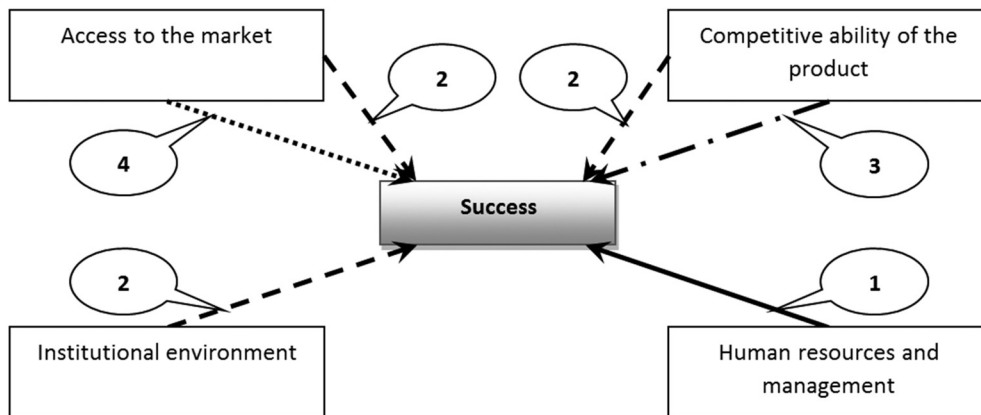 Access to the market
Competitive ability of the
product
2
2
4
3
Success
2
1
Institutional environment
Human resources and
management